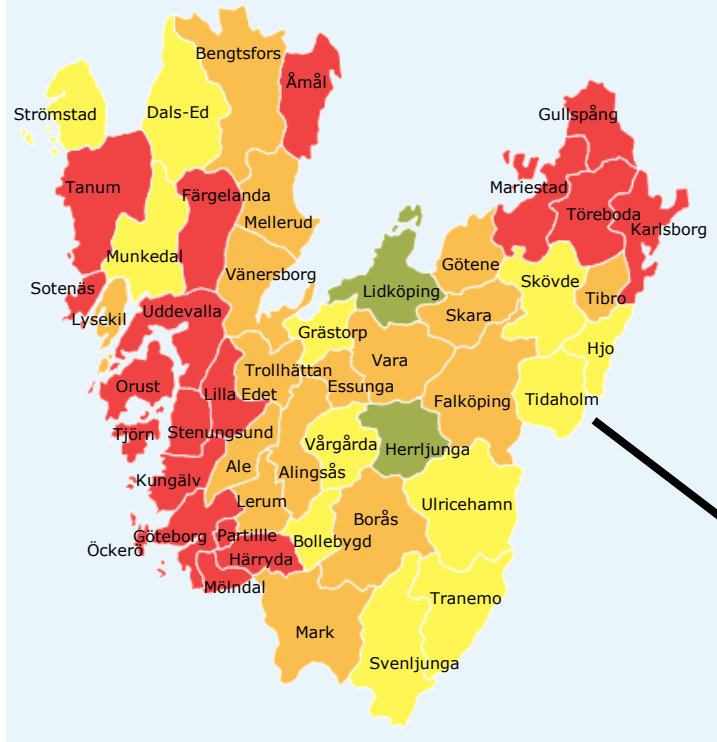 Bengtsfors
Åmål
Strömstad
Dals-Ed
Gullspång
Tanum
Färgelanda
Mariestad
Töreboda
Mellerud
Karlsborg
Munkedal
Götene
Vänersborg
Skövde
Sotenäs
Lidköping
Tibro
Uddevalla
Lysekil
Skara
Grästorp
Hjo
Vara
Trollhättan
Orust
Essunga
Lilla Edet
Falköping
Tidaholm
Tjörn
Stenungsund
Vårgårda
Herrljunga
Ale
Alingsås
Kungälv
Lerum
Ulricehamn
Borås
Göteborg
Partillle
Bollebygd
Öckerö
Härryda
Mölndal
Tranemo
Mark
Svenljunga